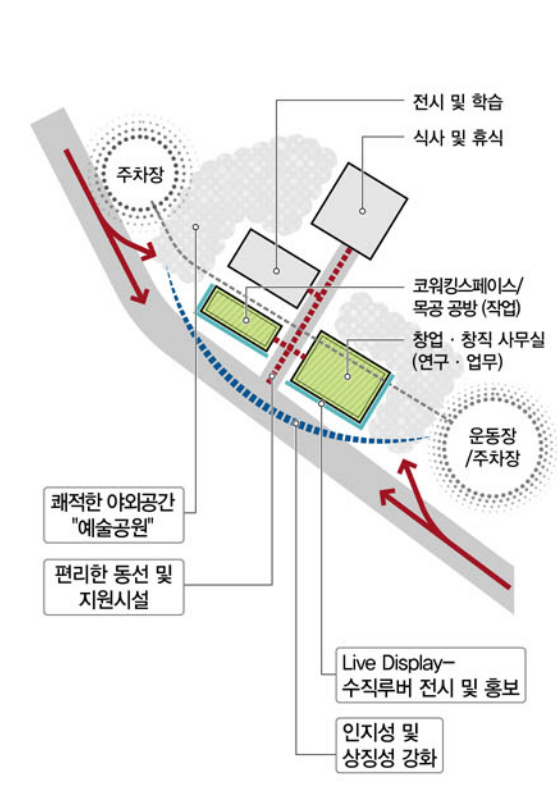 전시 및 학습
식사 및 휴식
주차장
코워킹스페이스/
목공 공방 (작업)
창업 · 창직 사무실
(연구 · 업무)
운동장
/주차장
쾌적한 야외공간
"예술공원"
편리한 동선 및
지원시설
Live Display-
수직루버 전시 및 홍보
인지성 및
상징성 강화